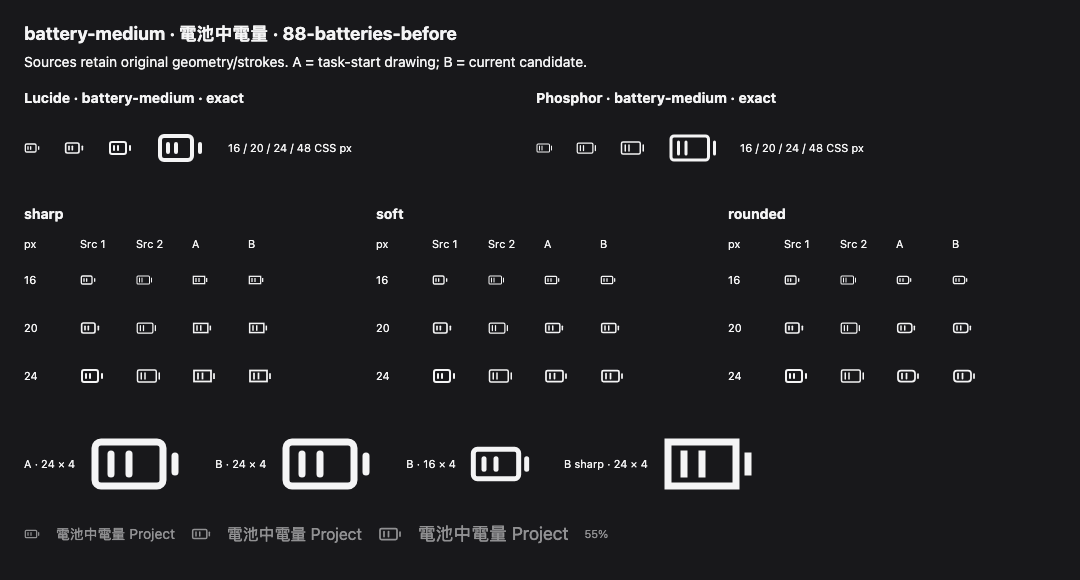 battery-medium · 電池中電量 · 88-batteries-before
Sources retain original geometry/strokes. A = task-start drawing; B = current candidate.
Lucide · battery-medium · exact
Phosphor · battery-medium · exact
16 / 20 / 24 / 48 CSS px
16 / 20 / 24 / 48 CSS px
sharp
soft
rounded
px Src 1 Src 2 A B
px Src 1 Src 2 A B
px Src 1 Src 2 A B
16
16
16
20
20
20
24
24
24
A · 24 × 4
B · 24 × 4
B · 16 × 4
B sharp · 24 × 4
電池中電量 Project
電池中電量 Project
電池中電量 Project
55%